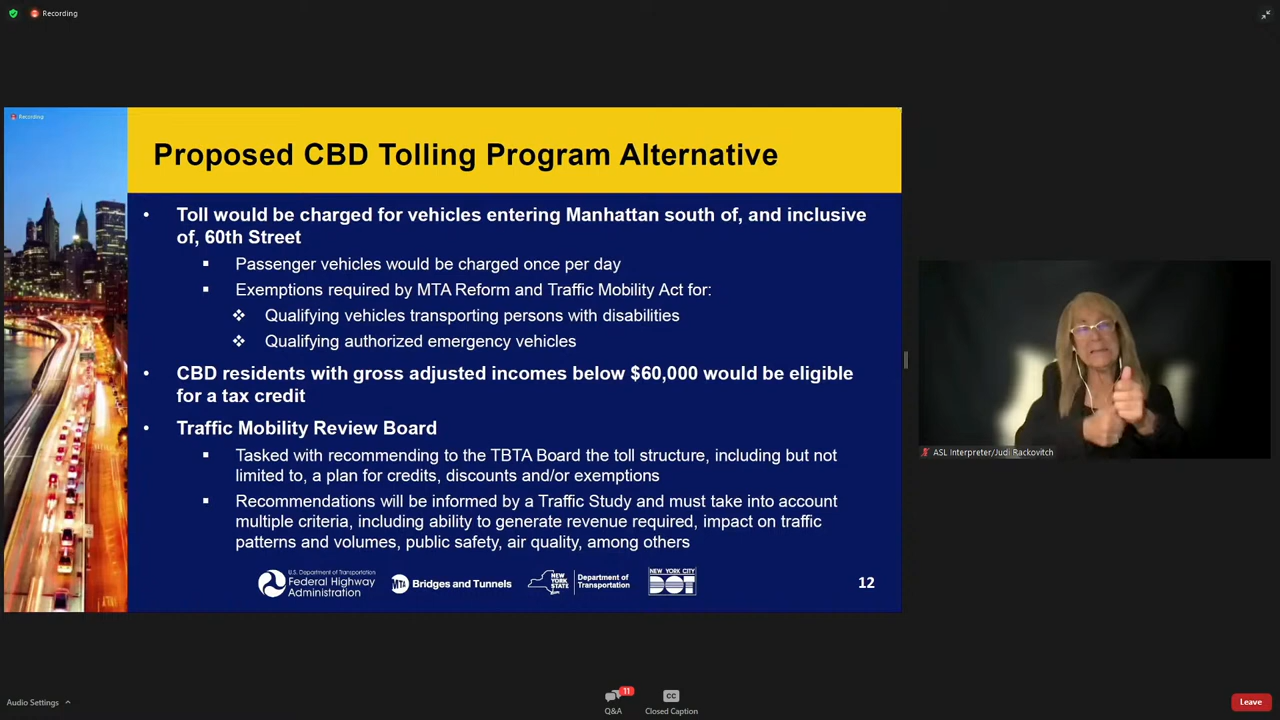 Recording
Recording
Proposed CBD Tolling Program Alternative
• Toll would be charged for vehicles entering Manhattan south of, and inclusive
of, 60th Street
▪ Passenger vehicles would be charged once per day
▪ Exemptions required by MTA Reform and Traffic Mobility Act for:
❖ Qualifying vehicles transporting persons with disabilities
❖ Qualifying authorized emergency vehicles
• CBD residents with gross adjusted incomes below $60,000 would be eligible
for a tax credit
• Traffic Mobility Review Board
▪ Tasked with recommending to the TBTA Board the toll structure, including but not
limited to, a plan for credits, discounts and/or exemptions
▪ Recommendations will be informed by a Traffic Study and must take into account
multiple criteria, including ability to generate revenue required, impact on traffic
patterns and volumes, public safety, air quality, among others
U.S. Department of Transportation
Federal Highway
Administration
MTA Bridges and Tunnels
NEW
YORK
STATE
Department of
Transportation
NEW YORK CITY
DOT
12
ASL Interpreter/Judi Rackovitch
Audio Settings
11
Q&A
CC
Closed Caption
Leave